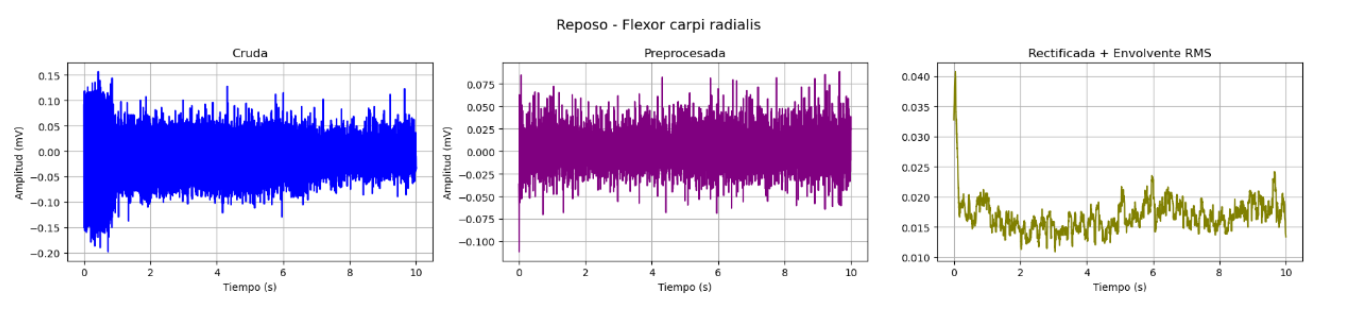 Reposo - Flexor carpi radialis
Cruda
Amplitud (mV)
0.15
0.10
0.05
0.00
−0.05
−0.10
−0.15
−0.20
0 2 4 6 8 10
Tiempo (s)
Preprocesada
Amplitud (mV)
0.075
0.050
0.025
0.000
−0.025
−0.050
−0.075
−0.100
0 2 4 6 8 10
Tiempo (s)
Rectificada + Envolvente RMS
0.040
0.035
0.030
0.025
0.020
0.015
0.010
0 2 4 6 8 10
Tiempo (s)